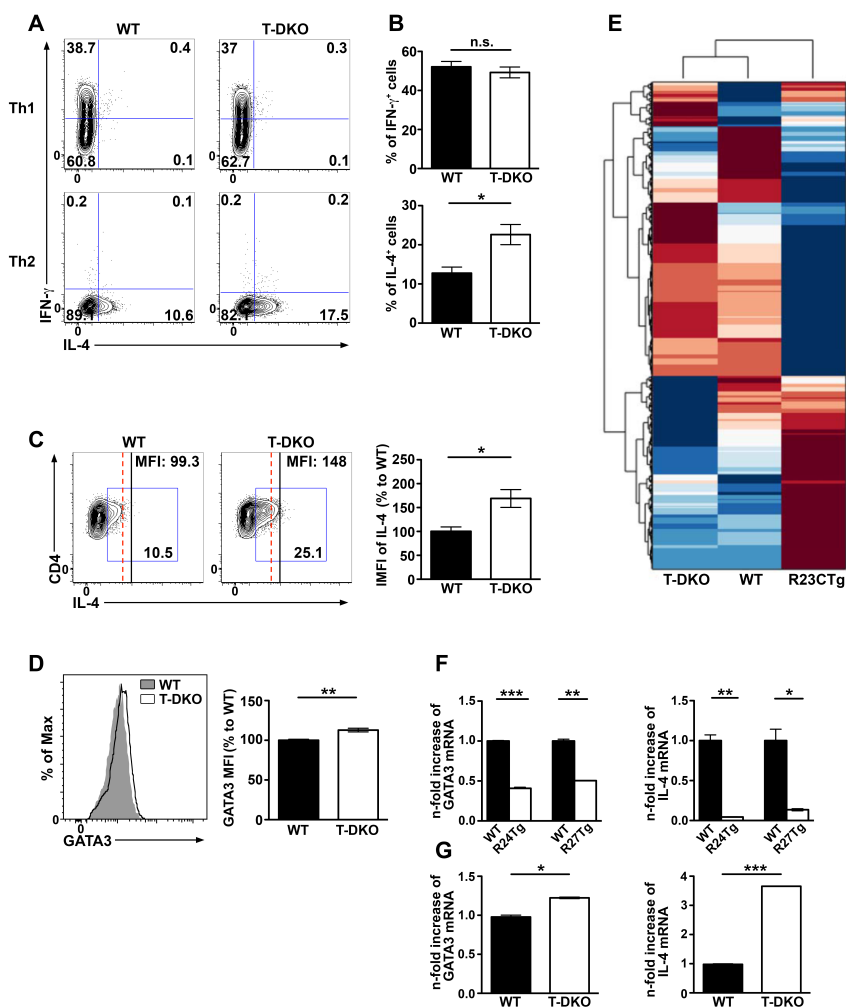 A
WT
T-DKO
Th1
38.7
0.4
60.8
0.1
0
0
37
0.3
62.7
0.1
0
0
Th2
0.2
0.1
89.1
10.6
0
0
0.2
0.2
82.1
17.5
0
0
IFN-γ
IL-4
B
n.s.
% of IFN-γ+ cells
60
40
20
0
WT
T-DKO
*
% of IL-4+ cells
30
20
10
0
WT
T-DKO
C
WT
T-DKO
MFI: 99.3
10.5
0
0
MFI: 148
25.1
0
0
CD4
IL-4
*
IMFI of IL-4 (% to WT)
250
200
150
100
50
0
WT
T-DKO
D
WT
T-DKO
% of Max
0
GATA3
**
GATA3 MFI (% to WT)
150
100
50
0
WT
T-DKO
E
T-DKO
WT
R23CTg
F
***
**
n-fold increase of
GATA3 mRNA
1.5
1.0
0.5
0.0
WT
R24Tg
WT
R27Tg
**
*
n-fold increase of
IL-4 mRNA
1.5
1.0
0.5
0.0
WT
R24Tg
WT
R27Tg
G
*
n-fold increase of
GATA3 mRNA
1.5
1.0
0.5
0.0
WT
T-DKO
***
n-fold increase of
IL-4 mRNA
4
3
2
1
0
WT
T-DKO